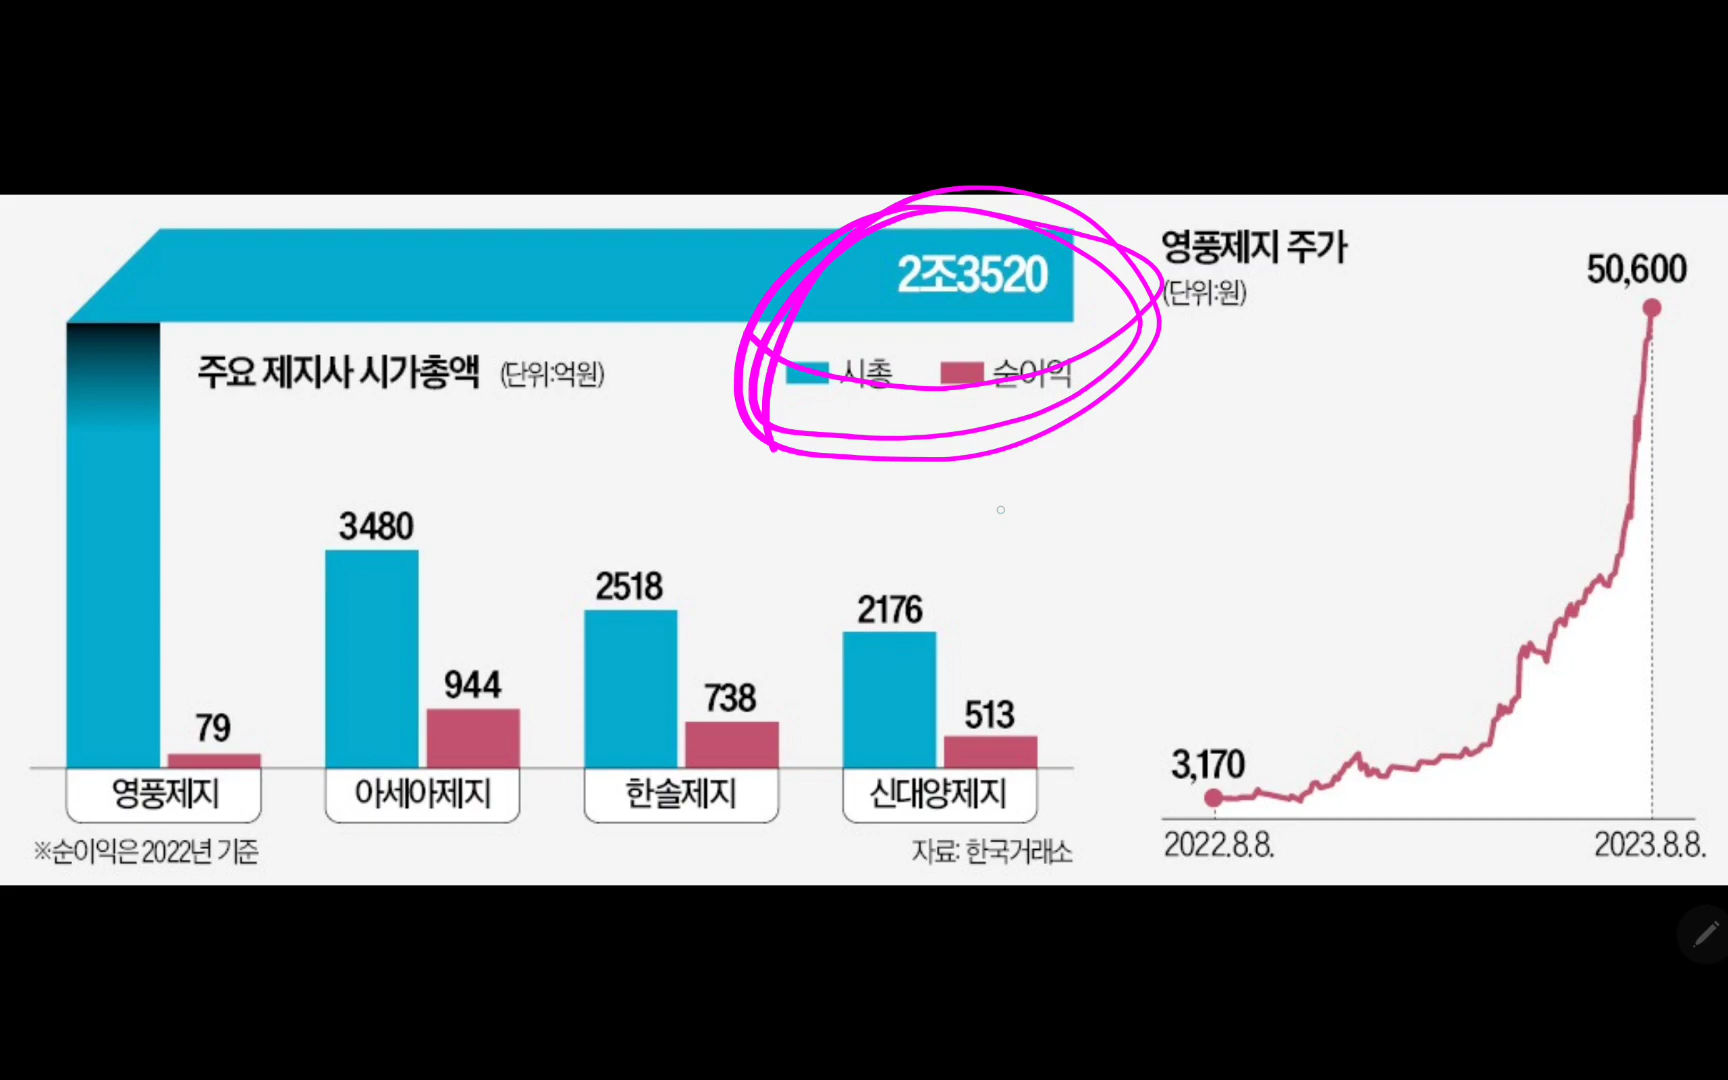 2조3520
주요 제지사 시가총액 (단위:억원)
시총 순이익
3480
2518
2176
944
738
513
79
영풍제지 아세아제지 한솔제지 신대양제지
※순이익은 2022년 기준
자료: 한국거래소
영풍제지 주가
(단위:원)
50,600
3,170
2022.8.8.
2023.8.8.